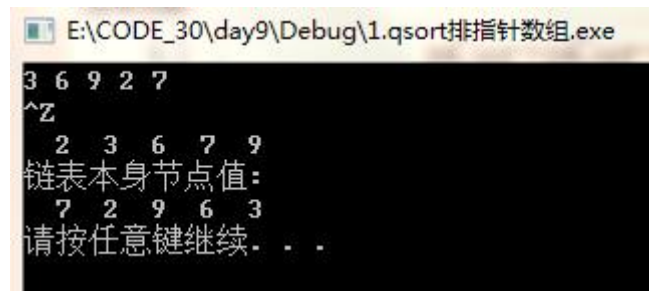 E:\CODE_30\day9\Debug\1.qsort排指针数组.exe
3 6 9 2 7
^Z
2 3 6 7 9
链表本身节点值:
7 2 9 6 3
请按任意键继续. . .